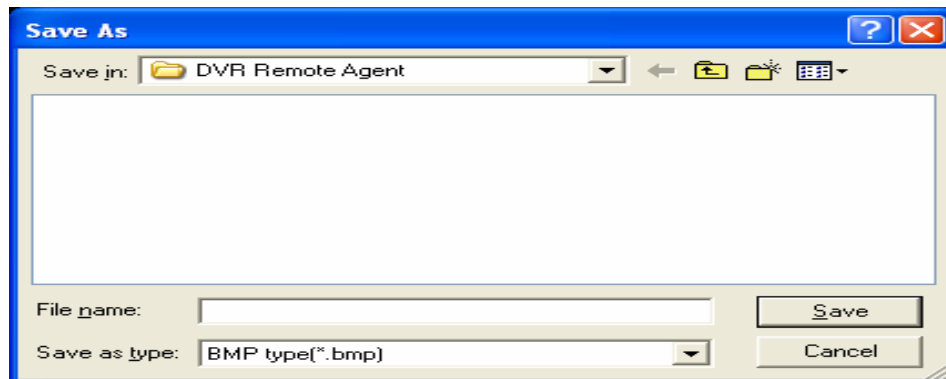 Save As
Save in: DVR Remote Agent
File name:
Save
Save as type: BMP type(*.bmp)
Cancel